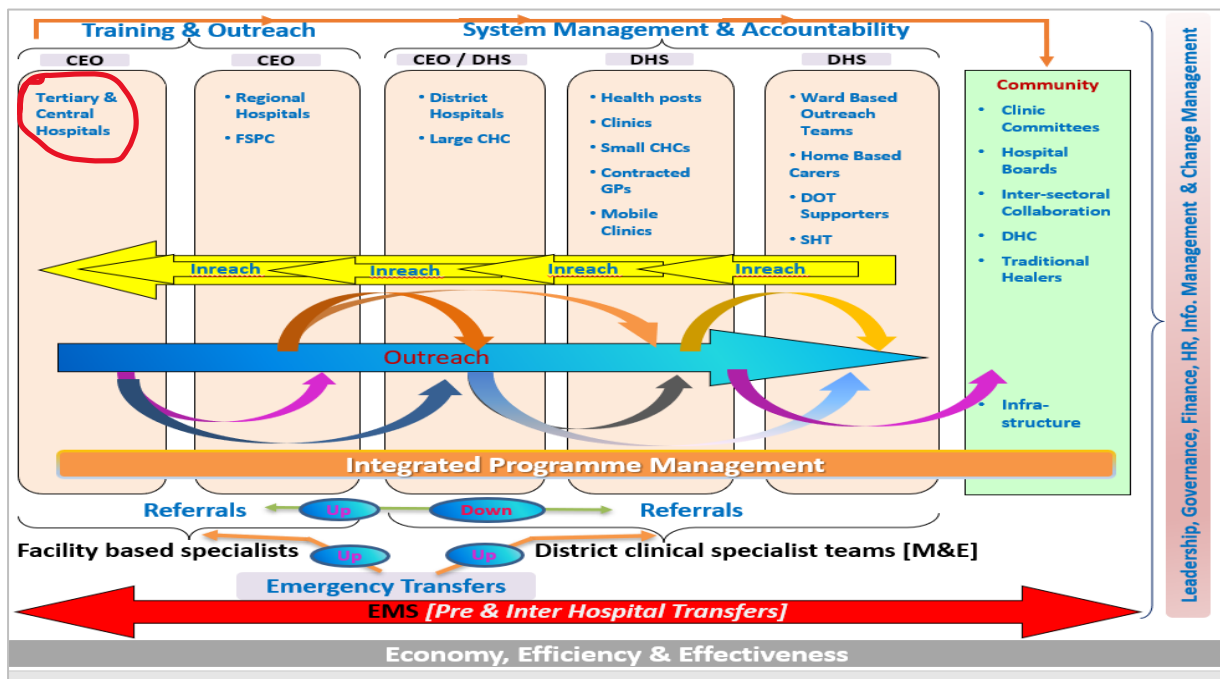 Training & Outreach
System Management & Accountability
CEO
CEO
CEO / DHS
DHS
DHS
Tertiary &
Central
Hospitals
• Regional
Hospitals
• FSPC
• District
Hospitals
• Large CHC
• Health posts
• Clinics
• Small CHCs
• Contracted
GPs
• Mobile
Clinics
• Ward Based
Outreach
Teams
• Home Based
Carers
• DOT
Supporters
• SHT
Community
• Clinic
Committees
• Hospital
Boards
• Inter-sectoral
Collaboration
• DHC
• Traditional
Healers
• Infra-
structure
Inreach
Inreach
Inreach
Inreach
Outreach
Integrated Programme Management
Referrals
Up
Down
Referrals
Facility based specialists
Up
Up
District clinical specialist teams [M&E]
Emergency Transfers
EMS [Pre & Inter Hospital Transfers]
Economy, Efficiency & Effectiveness
Leadership, Governance, Finance, HR, Info. Management & Change Management